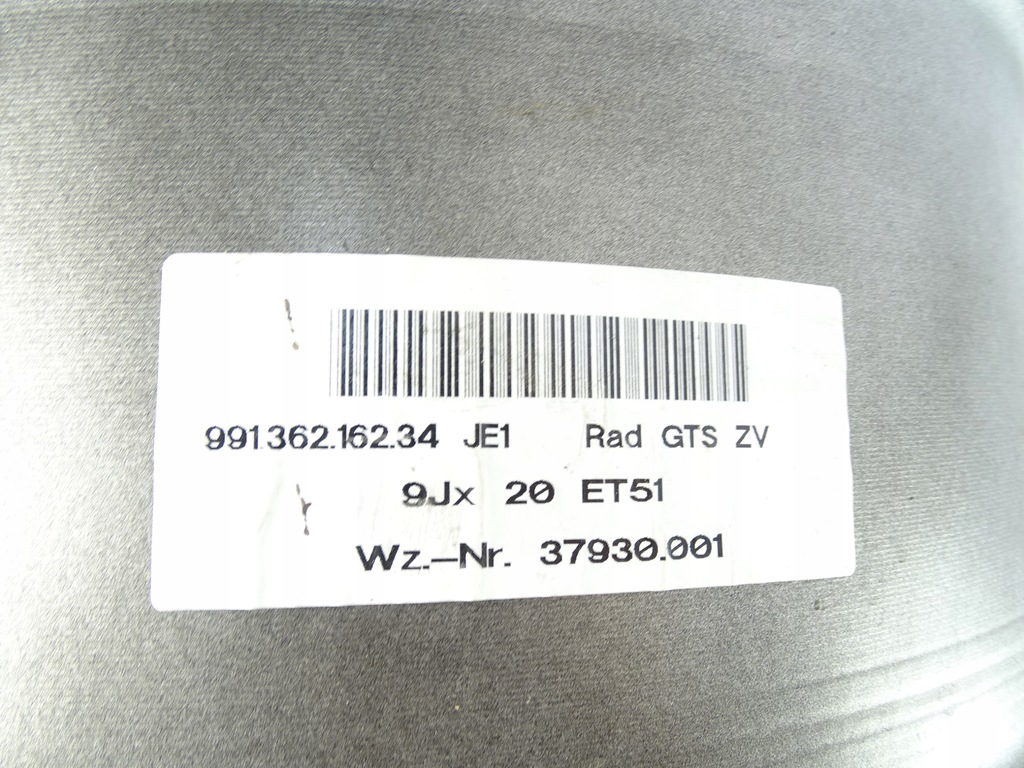 991.362.162.34 JE1 Rad GTS ZV
9Jx 20 ET51
Wz.-Nr. 37930.001